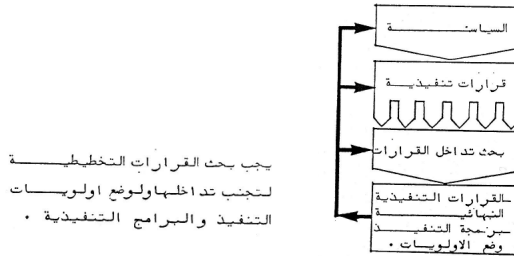 السياسة
قرارات تنفيذية
بحث تداخل القرارات
القرارات التنفيذية
النهائية
برمجة التنفيذ
وضع الاولويات .
يجب بحث القرارات التخطيطية
لتجنب تداخلها ولوضع اولويات
التنفيذ والبرامج التنفيذية .